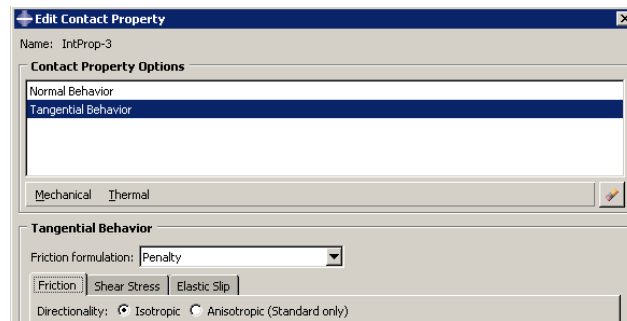 Edit Contact Property
Name: IntProp-3
Contact Property Options
Normal Behavior
Tangential Behavior
Mechanical Thermal
Tangential Behavior
Friction formulation: Penalty
Friction Shear Stress Elastic Slip
Directionality: Isotropic Anisotropic (Standard only)